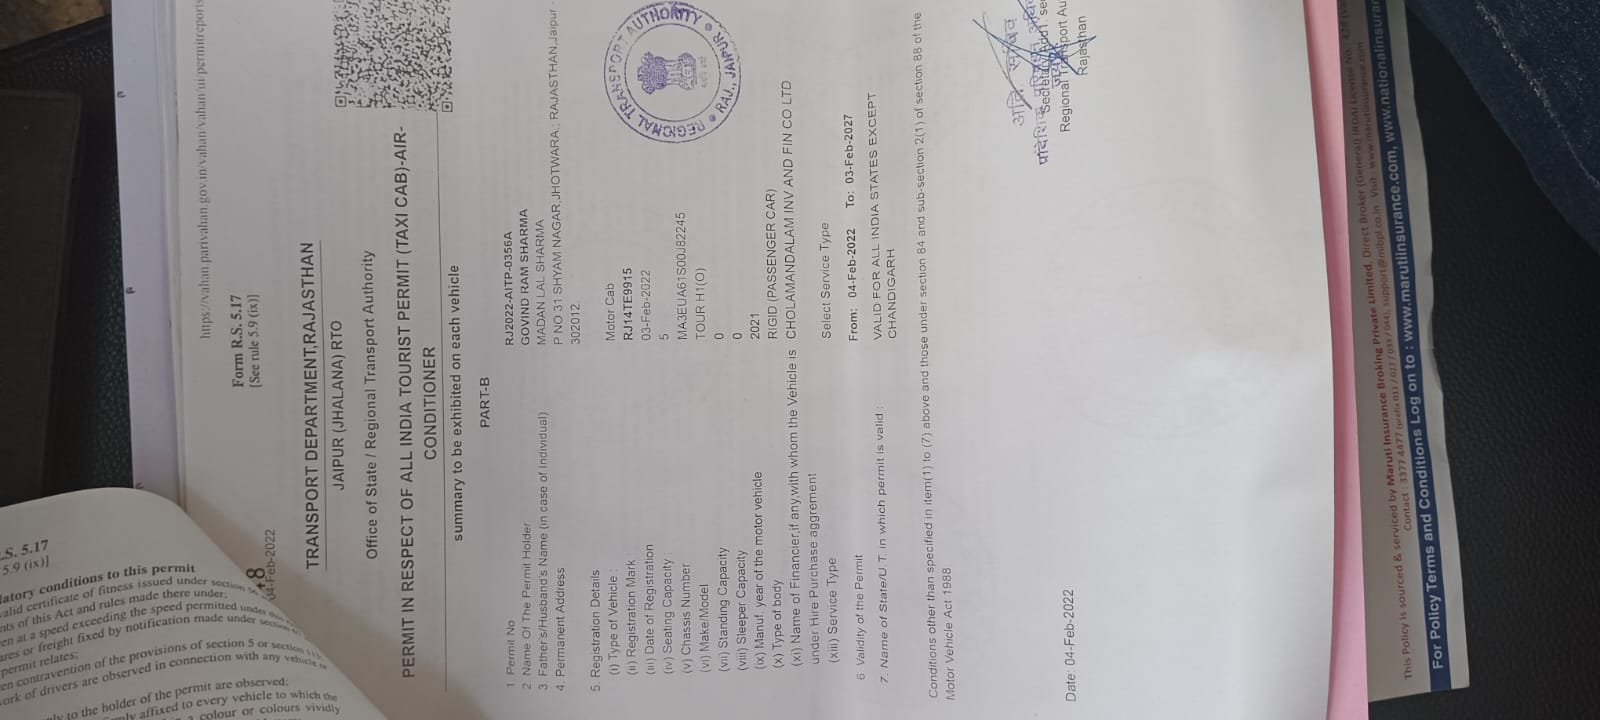 https://vahan.parivahan.gov.in/vahan/vahan/ui/permitreports
Form R.S. 5.17
[See rule 5.9 (ix)]
04-Feb-2022
TRANSPORT DEPARTMENT,RAJASTHAN
JAIPUR (JHALANA) RTO
Office of State / Regional Transport Authority
PERMIT IN RESPECT OF ALL INDIA TOURIST PERMIT (TAXI CAB)-AIR-
CONDITIONER
summary to be exhibited on each vehicle
PART-B
1 Permit No RJ2022-AITP-0356A
2 Name Of The Permit Holder GOVIND RAM SHARMA
3. Father's/Husband's Name (in case of Individual) MADAN LAL SHARMA
4. Permanent Address P NO 31 SHYAM NAGAR,JHOTWARA,; RAJASTHAN,Jaipur -
302012
5. Registration Details
(i) Type of Vehicle : Motor Cab
(ii) Registration Mark : RJ14TE9915
(iii) Date of Registration 03-Feb-2022
(iv) Seating Capacity : 5
(v) Chassis Number MA3EUA61S00J82245
(vi) Make/Model TOUR H1(O)
(vii) Standing Capacity 0
(viii) Sleeper Capacity 0
(ix) Manuf. year of the motor vehicle 2021
(x) Type of body RIGID (PASSENGER CAR)
(xi) Name of Financier,if any,with whom the Vehicle is CHOLAMANDALAM INV AND FIN CO LTD
under Hire Purchase aggrement
(xiii) Service Type Select Service Type
6 Validity of the Permit From: 04-Feb-2022 To: 03-Feb-2027
7. Name of State/U.T. in which permit is valid : VALID FOR ALL INDIA STATES EXCEPT
CHANDIGARH
Conditions other than specified in item(1) to (7) above and those under section 84 and sub-section 2(1) of section 88 of the
Motor Vehicle Act 1988
Date: 04-Feb-2022
REGIONAL TRANSPORT AUTHORITY
RAJ., JAIPUR
Regional Transport Au
Rajasthan
.S. 5.17
5.9 (ix)]
latory conditions to this permit
alid certificate of fitness issued under section
nts of this Act and rules made there under;
en at a speed exceeding the speed permitted under
ares or freight fixed by notification made under section
permit relates;
en contravention of the provisions of section 5 or section
ork of drivers are observed in connection with any vehicle
ly to the holder of the permit are observed:
affixed to every vehicle to which the
a colour or colours vividly
This Policy is sourced & serviced by Maruti Insurance Broking Private Limited, Direct Broker (General) IRDAI License No.
Contact : 3377 4477 (prefix 011 / 022 / 033 / 044), support@mibpl.co.in Visit : www.marutiinsurance.com
For Policy Terms and Conditions Log on to : www.marutiinsurance.com, www.nationalinsuran